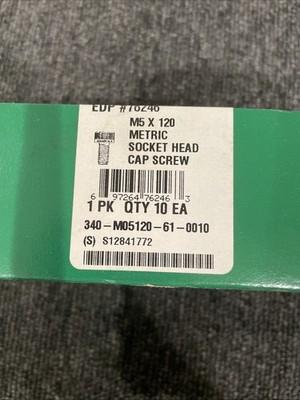 EDP #76246
M5 X 120
METRIC
SOCKET HEAD
CAP SCREW
6 97264 76246 3
1 PK QTY 10 EA
340-M05120-61-0010
(S) S12841772